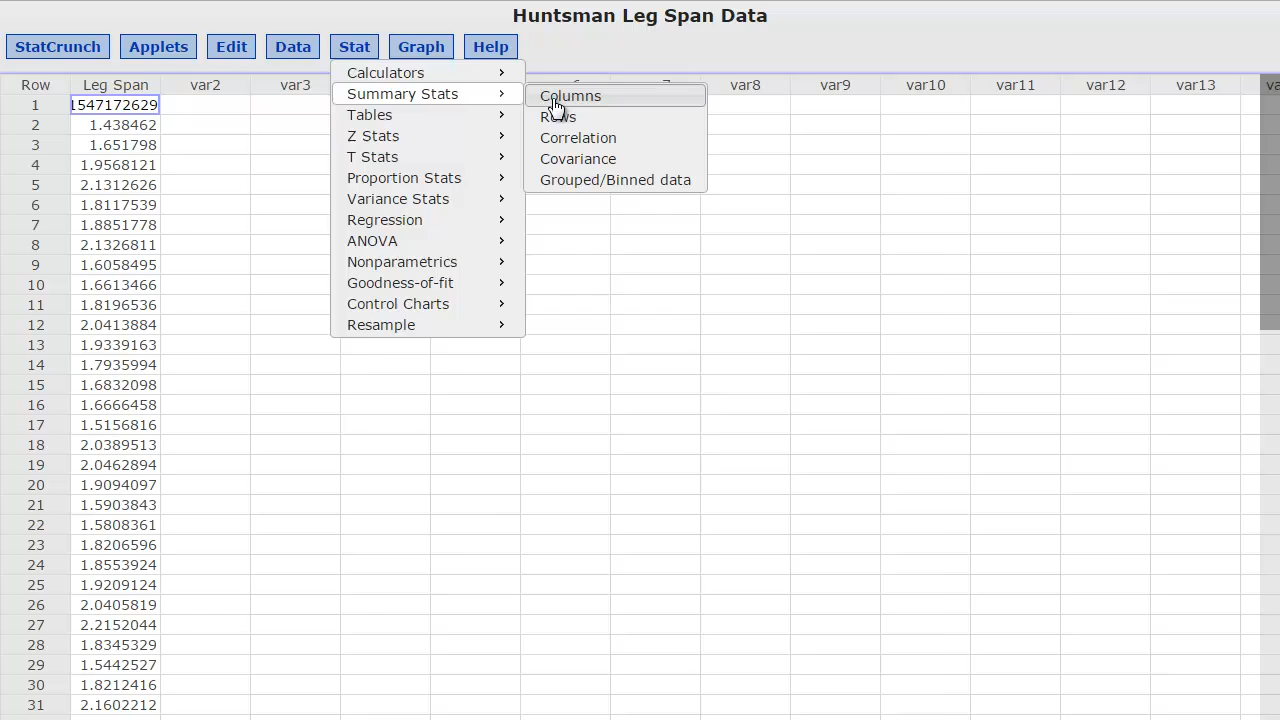 Huntsman Leg Span Data
StatCrunch Applets Edit Data Stat Graph Help
Row Leg Span var2 var3 var8 var9 var10 var11 var12 var13
Calculators
Summary Stats
Tables
Z Stats
T Stats
Proportion Stats
Variance Stats
Regression
ANOVA
Nonparametrics
Goodness-of-fit
Control Charts
Resample
Columns
Rows
Correlation
Covariance
Grouped/Binned data
1 1547172629
2 1.438462
3 1.651798
4 1.9568121
5 2.1312626
6 1.8117539
7 1.8851778
8 2.1326811
9 1.6058495
10 1.6613466
11 1.8196536
12 2.0413884
13 1.9339163
14 1.7935994
15 1.6832098
16 1.6666458
17 1.5156816
18 2.0389513
19 2.0462894
20 1.9094097
21 1.5903843
22 1.5808361
23 1.8206596
24 1.8553924
25 1.9209124
26 2.0405819
27 2.2152044
28 1.8345329
29 1.5442527
30 1.8212416
31 2.1602212